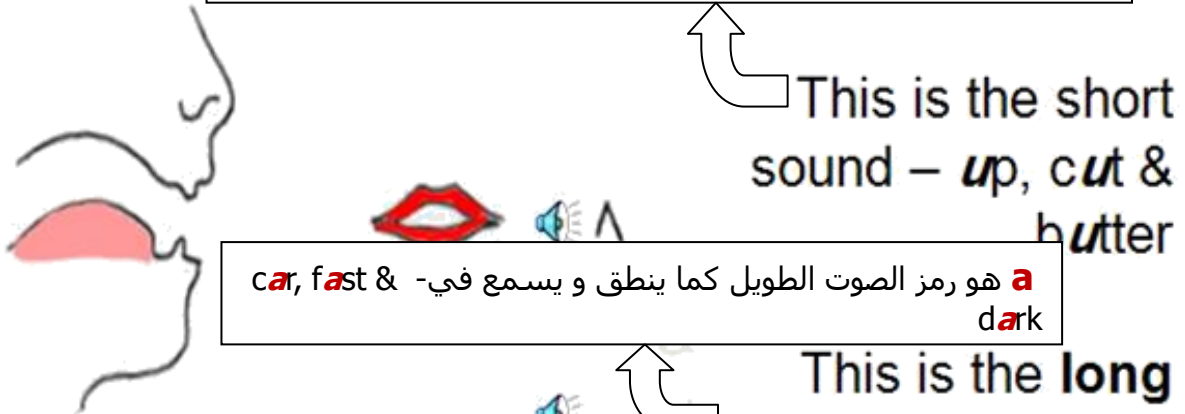 This is the short
sound – up, cut &
butter
ʌ
a هو رمز الصوت الطويل كما ينطق و يسمع في- car, fast &
dark
This is the long